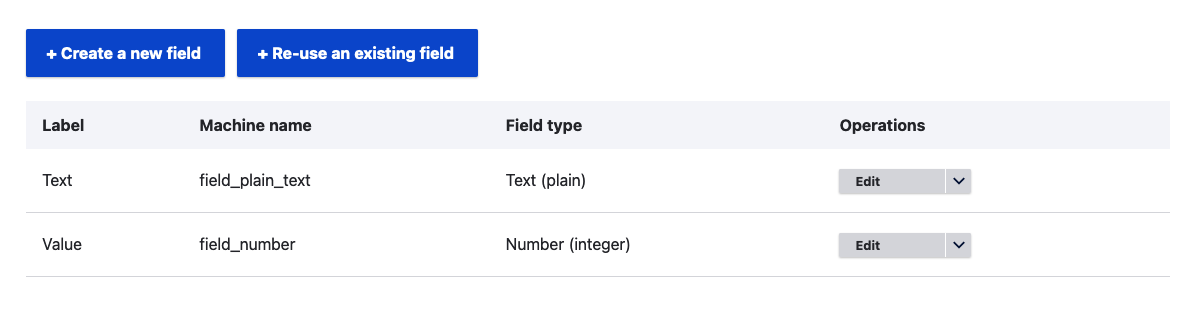 + Create a new field + Re-use an existing field
Label Machine name Field type Operations
Text field_plain_text Text (plain) Edit
Value field_number Number (integer) Edit